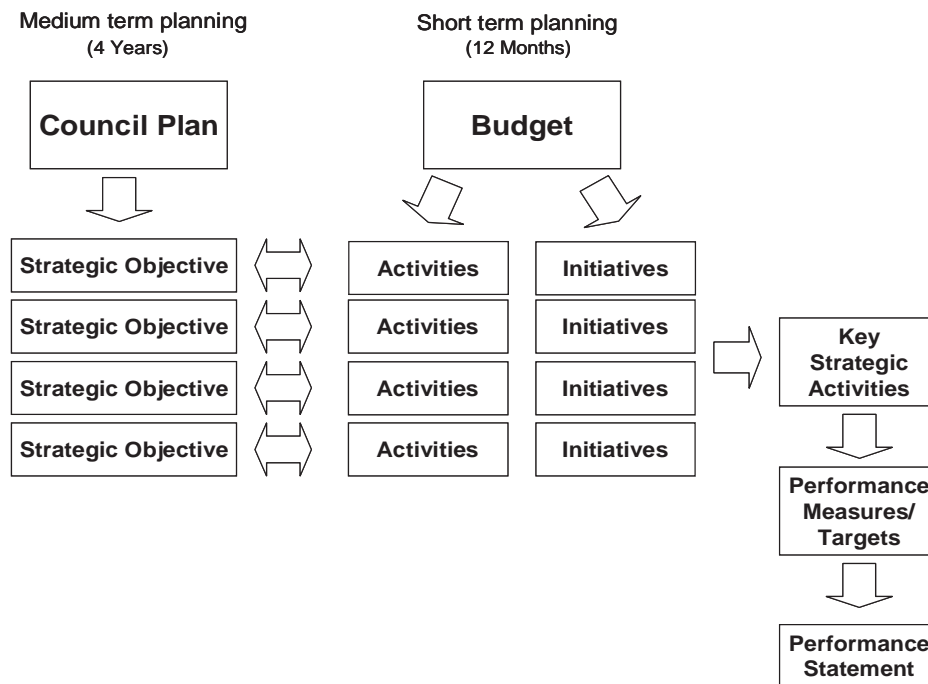 Medium term planning
(4 Years)
Short term planning
(12 Months)
Council Plan
Budget
Strategic Objective
Activities
Initiatives
Strategic Objective
Activities
Initiatives
Strategic Objective
Activities
Initiatives
Strategic Objective
Activities
Initiatives
Key
Strategic
Activities
Performance
Measures/
Targets
Performance
Statement